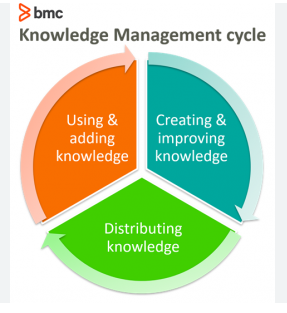 bmc
Knowledge Management cycle
Using &
adding
knowledge
Creating &
improving
knowledge
Distributing
knowledge